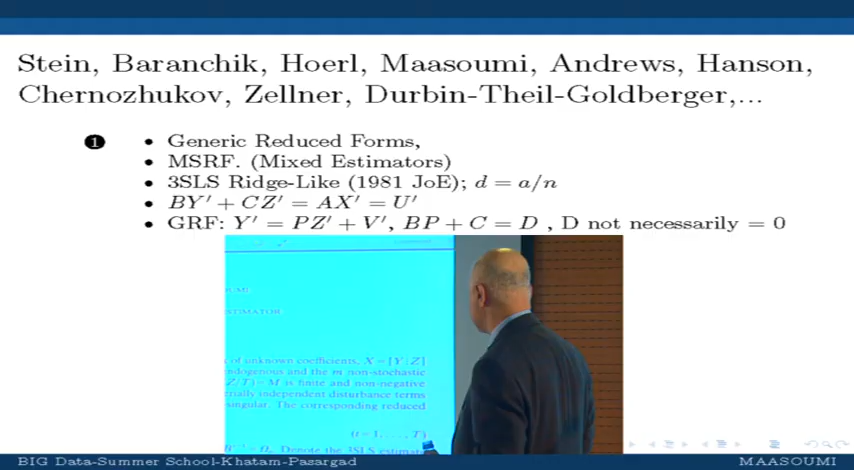 Stein, Baranchik, Hoerl, Maasoumi, Andrews, Hanson,
Chernozhukov, Zellner, Durbin-Theil-Goldberger,...
1
• Generic Reduced Forms,
• MSRF. (Mixed Estimators)
• 3SLS Ridge-Like (1981 JoE); d = a/n
• BY′ + CZ′ = AX′ = U′
• GRF: Y′ = PZ′ + V′, BP + C = D , D not necessarily = 0
ESTIMATOR
of unknown coefficients, X = [Y⋮Z]
endogenous and the m non-stochastic
Z/T) = M is finite and non-negative
independent disturbance terms
singular. The corresponding reduced
(t = 1, ..., T)
Denote the 3SLS
BIG Data-Summer School-Khatam-Pasargad
MAASOUMI